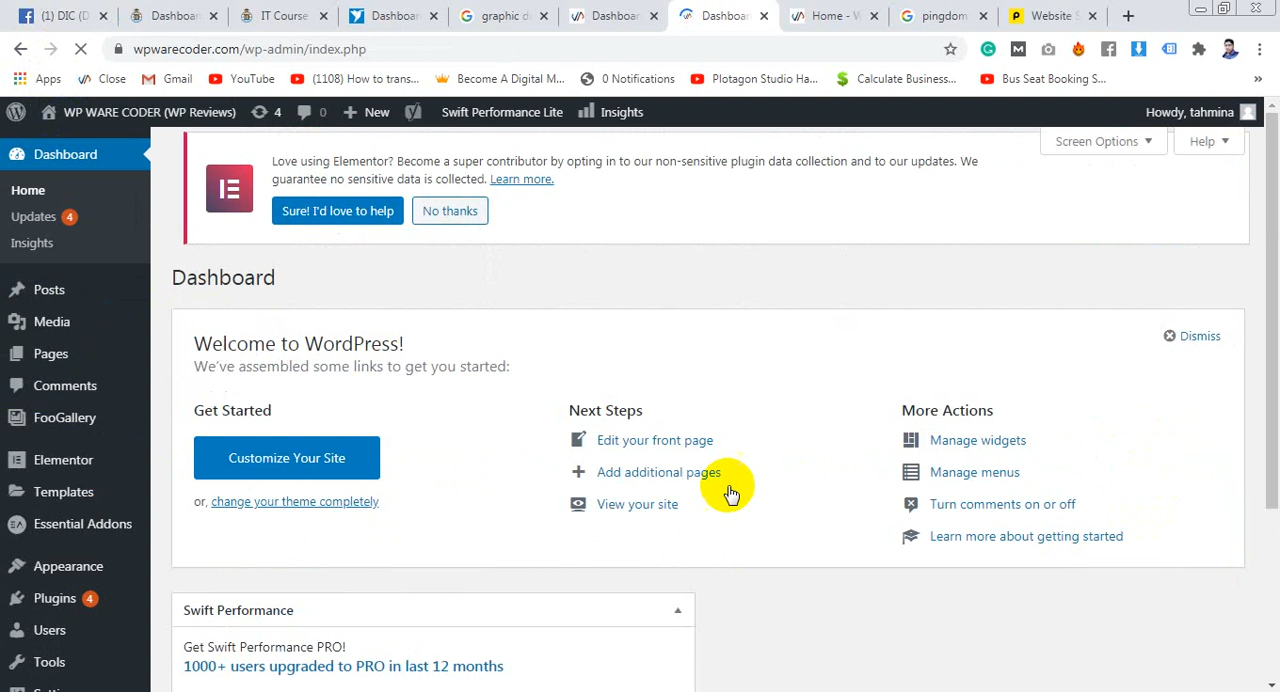 (1) DIC (D
Dashboar
IT Course
Dashboar
graphic d
Dashboar
Dashboar
Home - W
pingdom
Website S
wpwarecoder.com/wp-admin/index.php
Apps
Close
Gmail
YouTube
(1108) How to trans...
Become A Digital M...
0 Notifications
Plotagon Studio Ha...
Calculate Business...
Bus Seat Booking S...
»
WP WARE CODER (WP Reviews)
4
0
New
Swift Performance Lite
Insights
Howdy, tahmina
Dashboard
Home
Updates 4
Insights
Posts
Media
Pages
Comments
FooGallery
Elementor
Templates
Essential Addons
Appearance
Plugins 4
Users
Tools
Screen Options
Help
Love using Elementor? Become a super contributor by opting in to our non-sensitive plugin data collection and to our updates. We
guarantee no sensitive data is collected. Learn more.
Sure! I'd love to help
No thanks
Dashboard
Welcome to WordPress!
Dismiss
We've assembled some links to get you started:
Get Started
Customize Your Site
or, change your theme completely
Next Steps
Edit your front page
Add additional pages
View your site
More Actions
Manage widgets
Manage menus
Turn comments on or off
Learn more about getting started
Swift Performance
Get Swift Performance PRO!
1000+ users upgraded to PRO in last 12 months